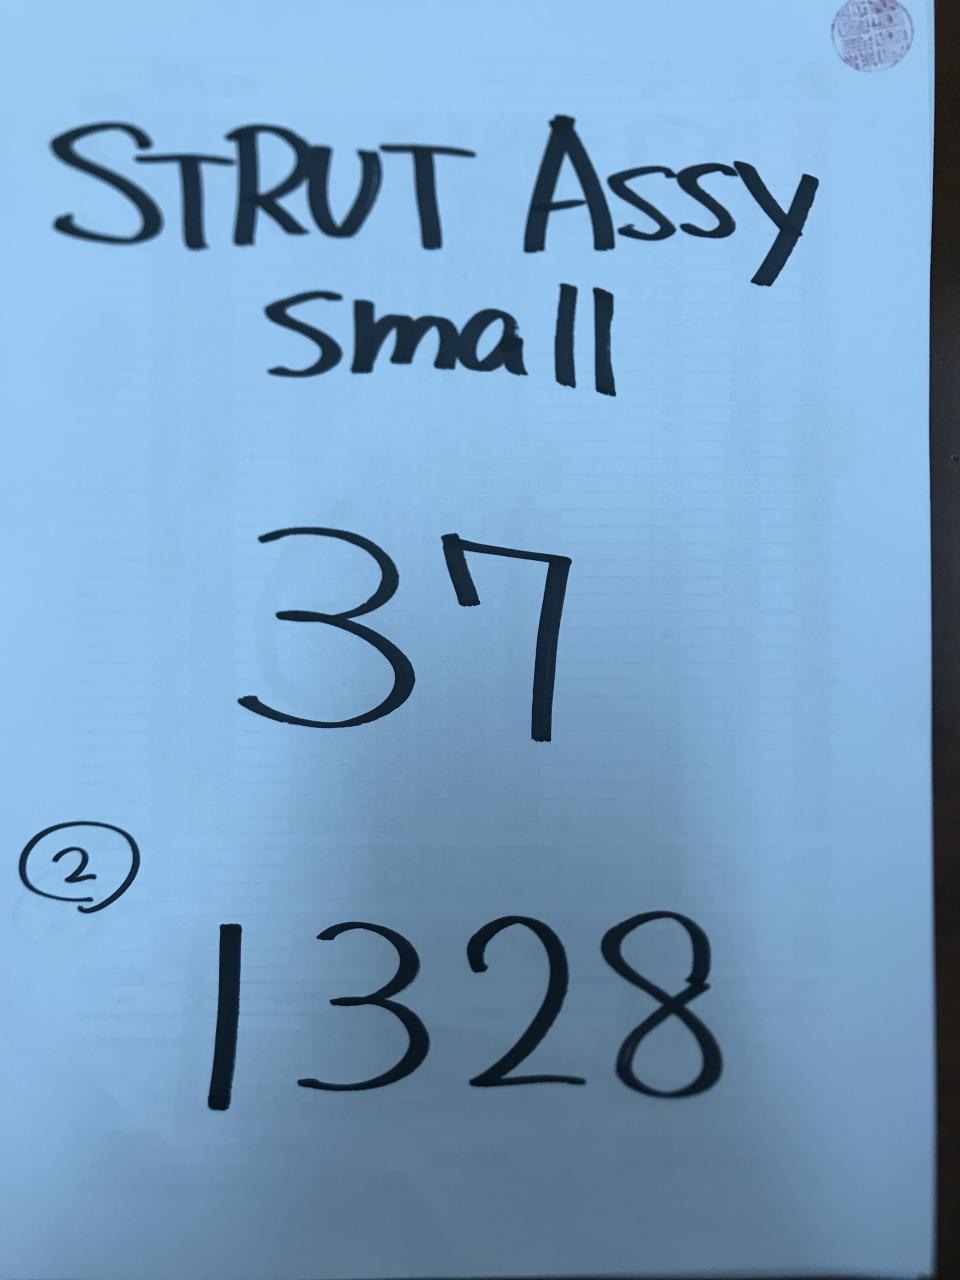 STRUT ASSY
small
37
②
1328